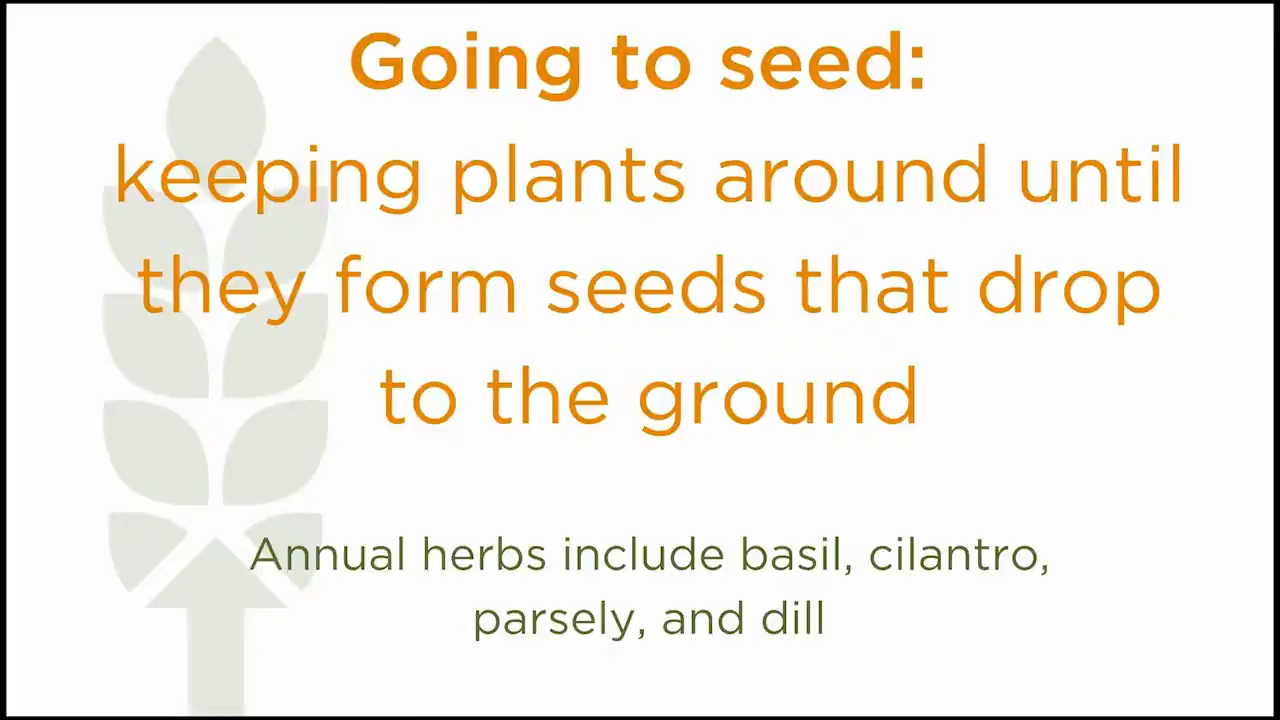 Going to seed:
keeping plants around until
they form seeds that drop
to the ground
Annual herbs include basil, cilantro,
parsely, and dill